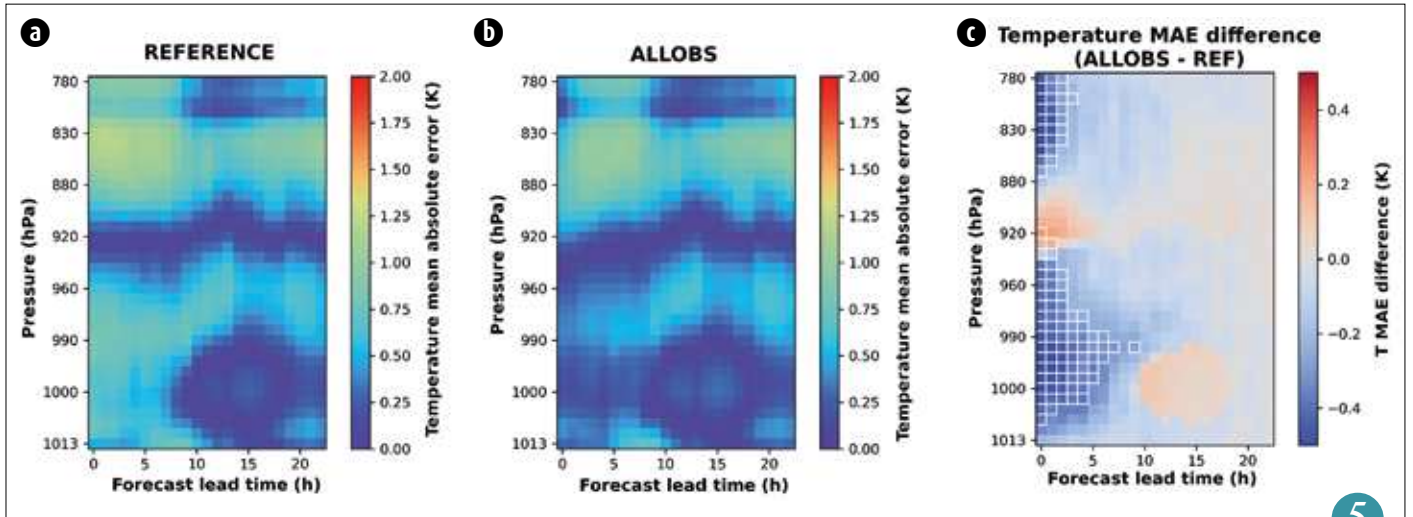 a
REFERENCE
780
830
880
920
960
990
1000
1013
Pressure (hPa)
0 5 10 15 20
Forecast lead time (h)
2.00
1.75
1.50
1.25
1.00
0.75
0.50
0.25
0.00
Temperature mean absolute error (K)
b
ALLOBS
780
830
880
920
960
990
1000
1013
Pressure (hPa)
0 5 10 15 20
Forecast lead time (h)
2.00
1.75
1.50
1.25
1.00
0.75
0.50
0.25
0.00
Temperature mean absolute error (K)
c
Temperature MAE difference
(ALLOBS - REF)
780
830
880
920
960
990
1000
1013
Pressure (hPa)
0 5 10 15 20
Forecast lead time (h)
0.4
0.2
0.0
−0.2
−0.4
T MAE difference (K)
5